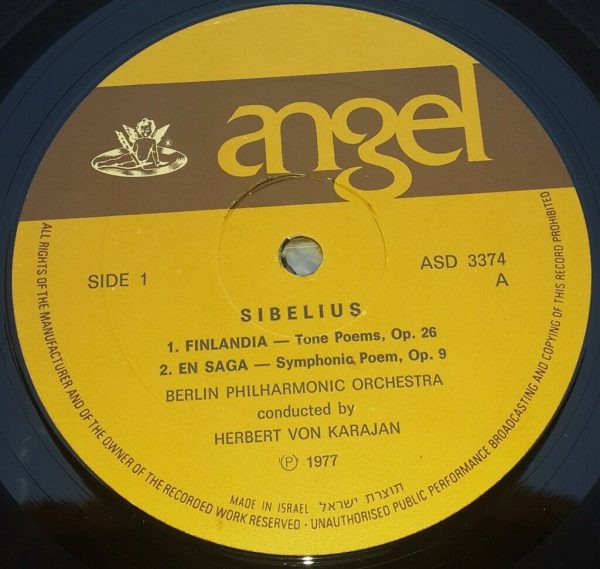 angel
®
SIDE 1
ASD 3374
A
SIBELIUS
1. FINLANDIA — Tone Poems, Op. 26
2. EN SAGA — Symphonic Poem, Op. 9
BERLIN PHILHARMONIC ORCHESTRA
conducted by
HERBERT VON KARAJAN
Ⓟ 1977
MADE IN ISRAEL תוצרת ישראל
ALL RIGHTS OF THE MANUFACTURER AND OF THE OWNER OF THE RECORDED WORK RESERVED · UNAUTHORISED PUBLIC PERFORMANCE BROADCASTING AND COPYING OF THIS RECORD PROHIBITED